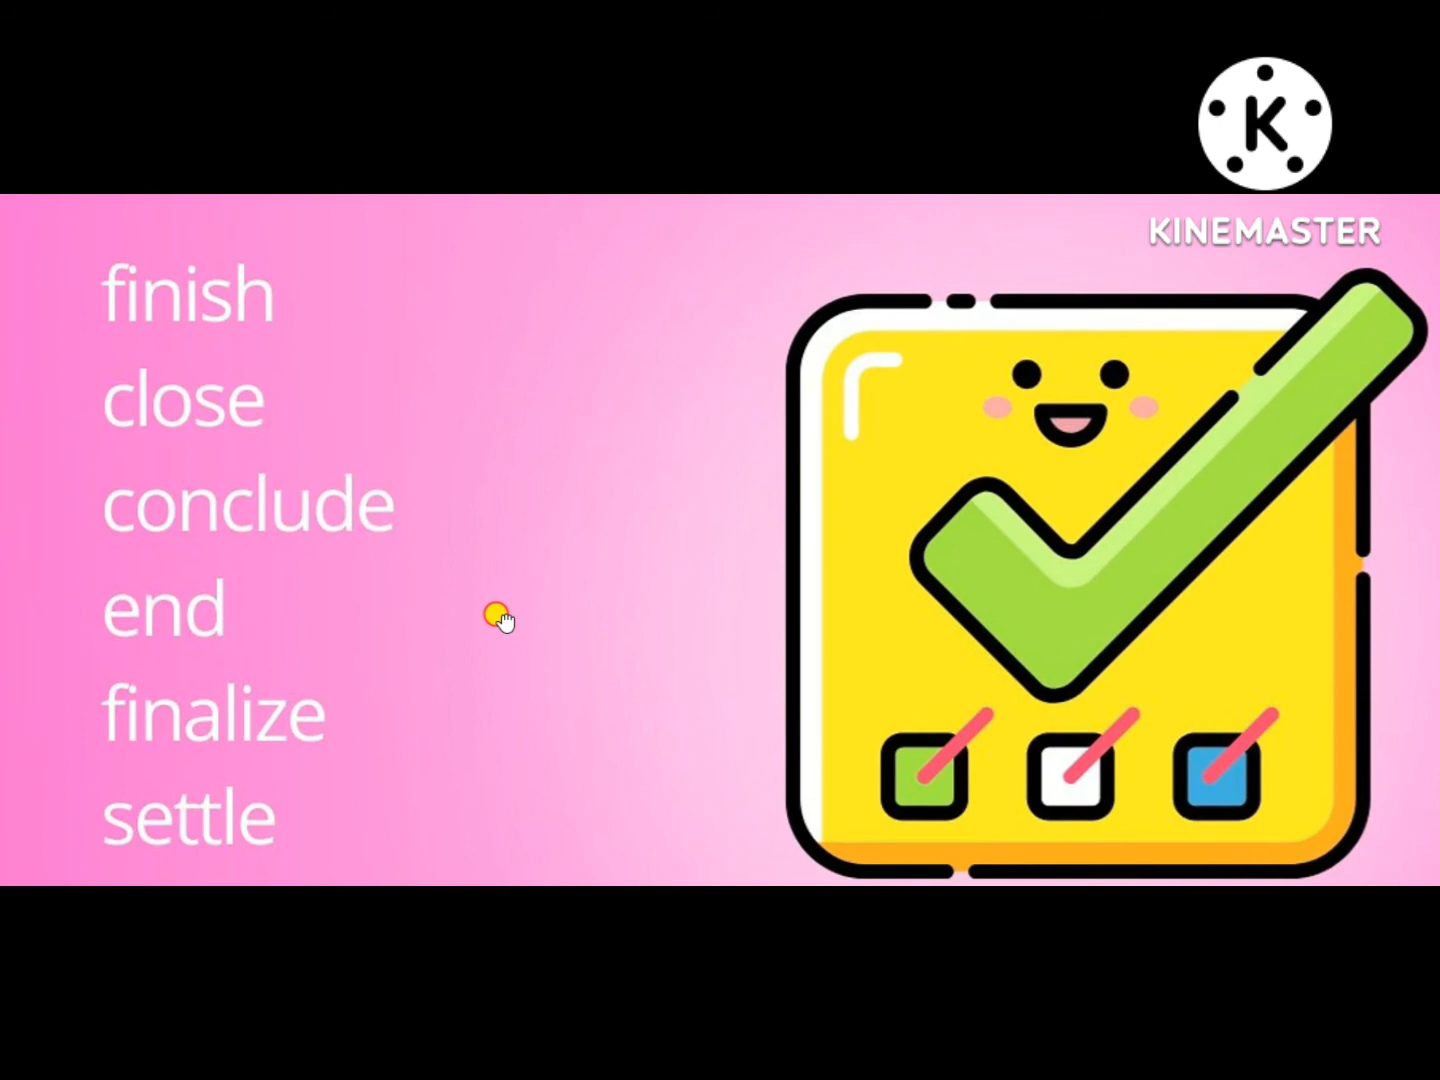 K
KINEMASTER
finish
close
conclude
end
finalize
settle